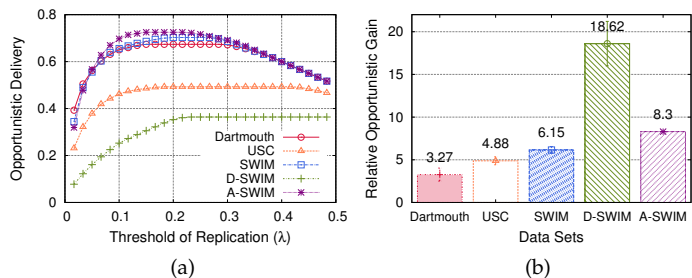 Opportunistic Delivery
0.8
0.6
0.4
0.2
0
Dartmouth
USC
SWIM
D-SWIM
A-SWIM
0 0.1 0.2 0.3 0.4 0.5
Threshold of Replication (λ)
(a)
Relative Opportunistic Gain
20
15
10
5
0
3.27
4.88
6.15
18.62
8.3
Dartmouth USC SWIM D-SWIM A-SWIM
Data Sets
(b)